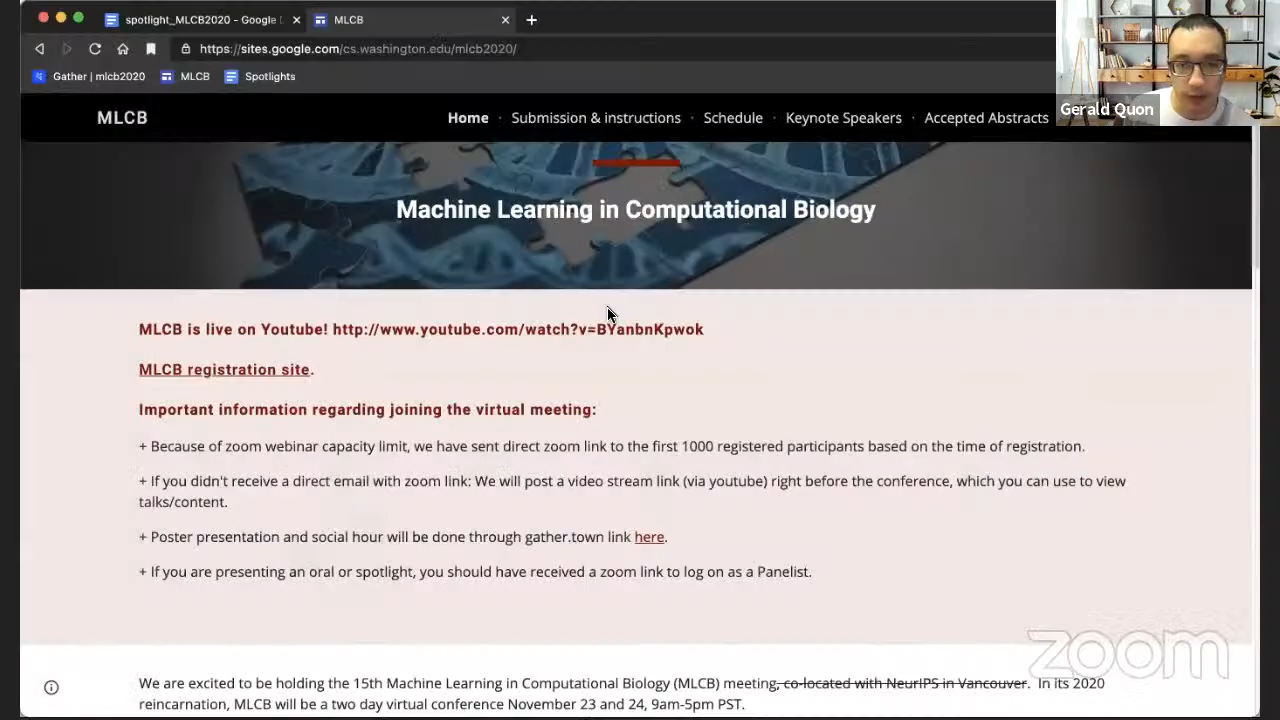 spotlight_MLCB2020 - Google
MLCB
https://sites.google.com/cs.washington.edu/mlcb2020/
Gather | mlcb2020
MLCB
Spotlights
Gerald Quon
MLCB
Home · Submission & instructions · Schedule · Keynote Speakers · Accepted Abstracts
Machine Learning in Computational Biology
MLCB is live on Youtube! http://www.youtube.com/watch?v=BYanbnKpwok
MLCB registration site.
Important information regarding joining the virtual meeting:
+ Because of zoom webinar capacity limit, we have sent direct zoom link to the first 1000 registered participants based on the time of registration.
+ If you didn't receive a direct email with zoom link: We will post a video stream link (via youtube) right before the conference, which you can use to view
talks/content.
+ Poster presentation and social hour will be done through gather.town link here.
+ If you are presenting an oral or spotlight, you should have received a zoom link to log on as a Panelist.
zoom
We are excited to be holding the 15th Machine Learning in Computational Biology (MLCB) meeting, co-located with NeurIPS in Vancouver. In its 2020
reincarnation, MLCB will be a two day virtual conference November 23 and 24, 9am-5pm PST.